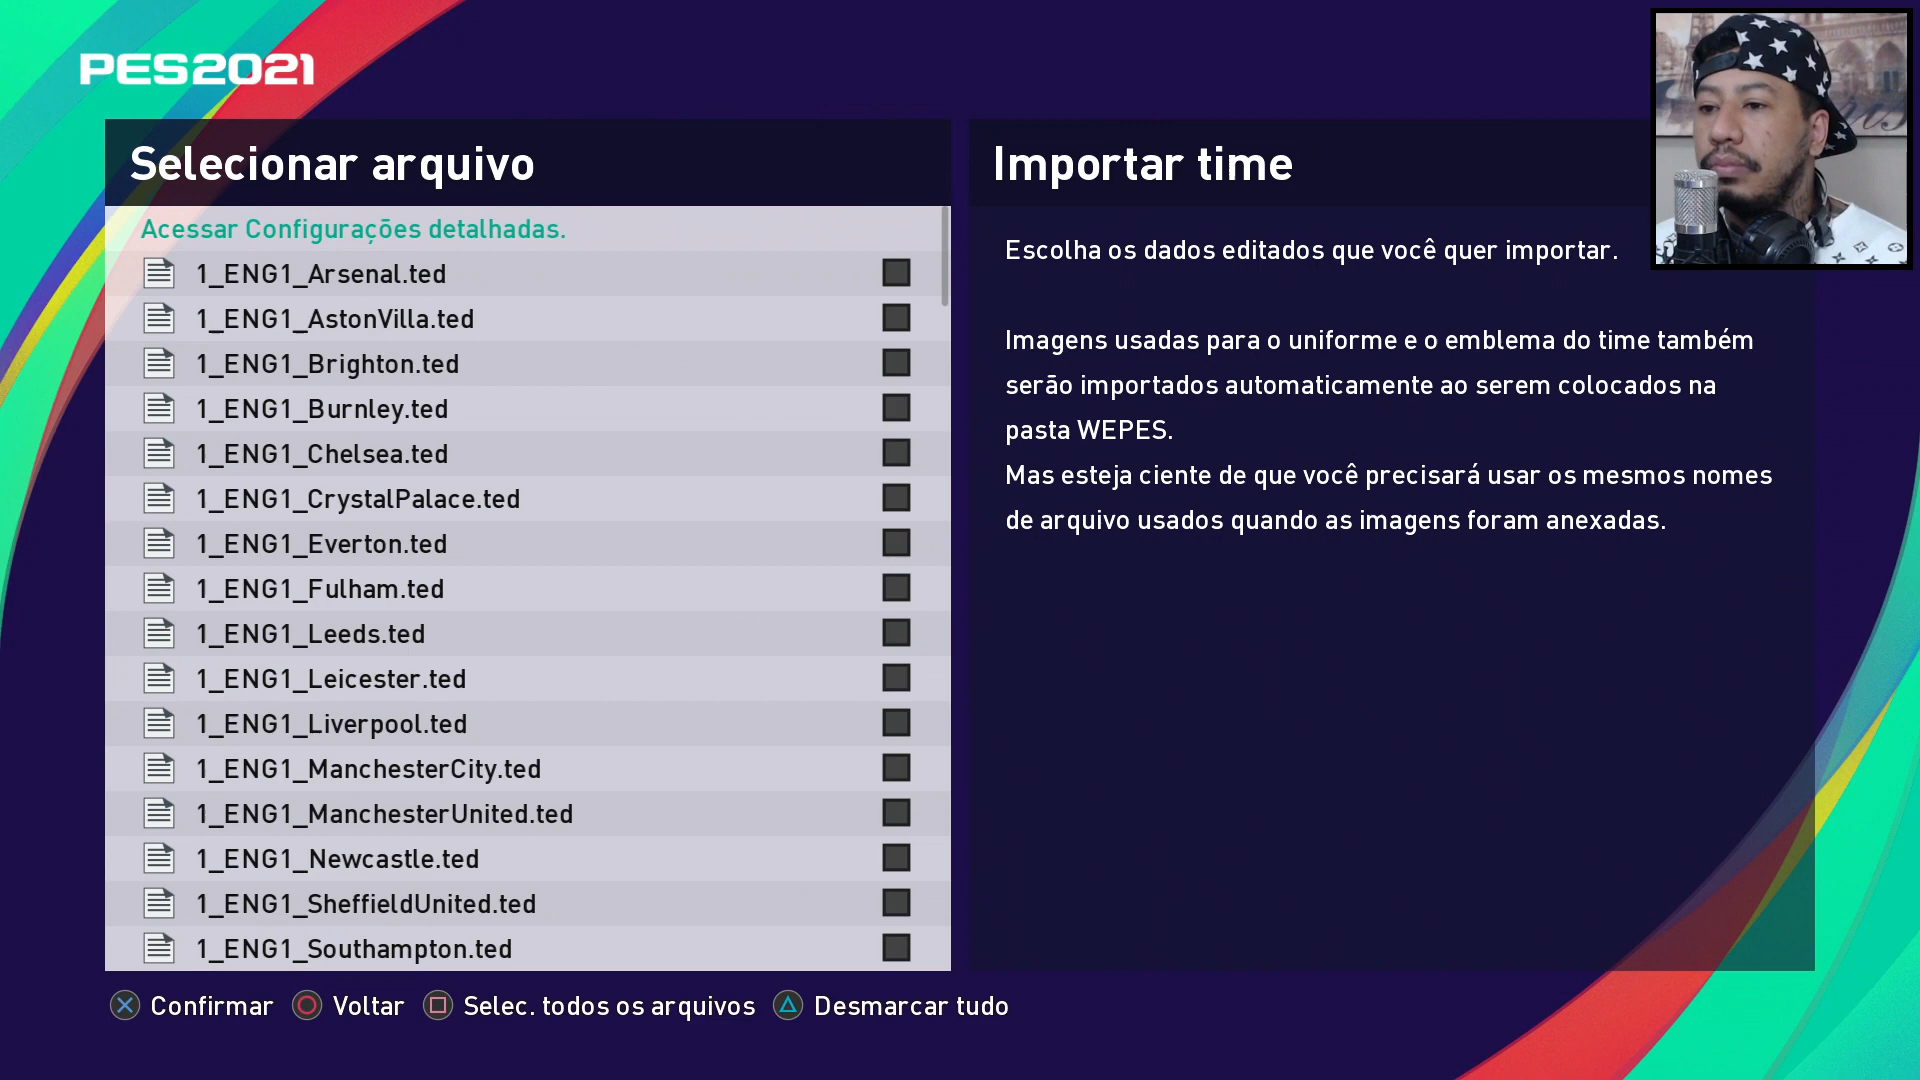 PES2021
Selecionar arquivo
Acessar Configurações detalhadas.
1_ENG1_Arsenal.ted
1_ENG1_AstonVilla.ted
1_ENG1_Brighton.ted
1_ENG1_Burnley.ted
1_ENG1_Chelsea.ted
1_ENG1_CrystalPalace.ted
1_ENG1_Everton.ted
1_ENG1_Fulham.ted
1_ENG1_Leeds.ted
1_ENG1_Leicester.ted
1_ENG1_Liverpool.ted
1_ENG1_ManchesterCity.ted
1_ENG1_ManchesterUnited.ted
1_ENG1_Newcastle.ted
1_ENG1_SheffieldUnited.ted
1_ENG1_Southampton.ted
Importar time
Escolha os dados editados que você quer importar.
Imagens usadas para o uniforme e o emblema do time também
serão importados automaticamente ao serem colocados na
pasta WEPES.
Mas esteja ciente de que você precisará usar os mesmos nomes
de arquivo usados quando as imagens foram anexadas.
Confirmar Voltar Selec. todos os arquivos Desmarcar tudo